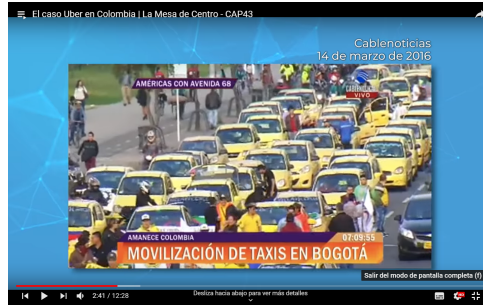 El caso Uber en Colombia | La Mesa de Centro - CAP43
Cablenoticias
14 de marzo de 2016
AMÉRICAS CON AVENIDA 68
CABLENOTICIAS
VIVO
AMANECE COLOMBIA
07:09:55
MOVILIZACIÓN DE TAXIS EN BOGOTÁ
Salir del modo de pantalla completa (f)
2:41 / 12:28
Desliza hacia abajo para ver más detalles